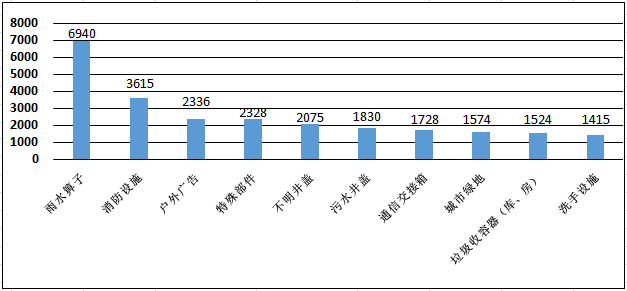 8000
7000
6000
5000
4000
3000
2000
1000
0
6940
3615
2336
2328
2075
1830
1728
1574
1524
1415
雨水箅子
消防设施
户外广告
特殊部件
不明井盖
污水井盖
通信交接箱
城市绿地
垃圾收容器（库、房）
洗手设施